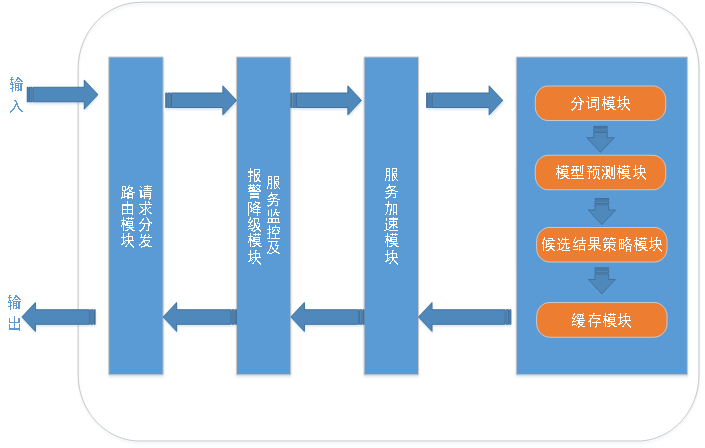 输
入
请求分发
路由模块
服务监控及
报警降级模块
服务加速模块
分词模块
模型预测模块
候选结果策略模块
缓存模块
输
出